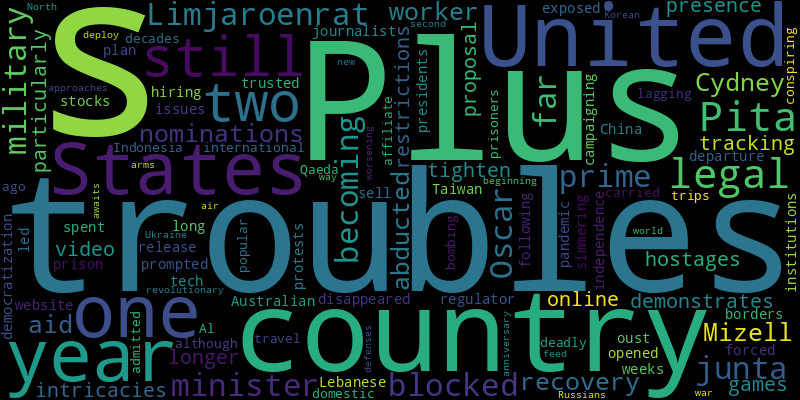 S
Limjaroenrat
worker
presence
United
North
second
Korean
deploy
decades
plan
military
particularly
approaches
still
journalists
Plus
restrictions
presidents
proposal
new
lagging
far
campaigning
exposed
conspiring
Cydney
Pita
tracking
departure
trips
stocks
hiring
issues
two
trusted
nominations
Indonesia
international
arms
States
Qaeda
way
becoming
worsening
affiliate
abducted
tighten
Taiwan
sell
prisoners
Oscar
China
prime
legal
carried
ago
awaits
troubles
air
beginning
pandemic
simmering
independence
world
institutions
democratization
led
spent
long
Ukraine
video
release
prison
prompted
tech
revolutionary
popular
protests
bombing
following
hostages
website
one
Australian
disappeared
regulator
online
demonstrates
borders
aid
admitted
Al
although
longer
travel
country
defenses
anniversary
deadly
feed
oust
opened
weeks
forced
Mizell
junta
games
year
intricacies
minister
Lebanese
domestic
blocked
recovery
Russians
war